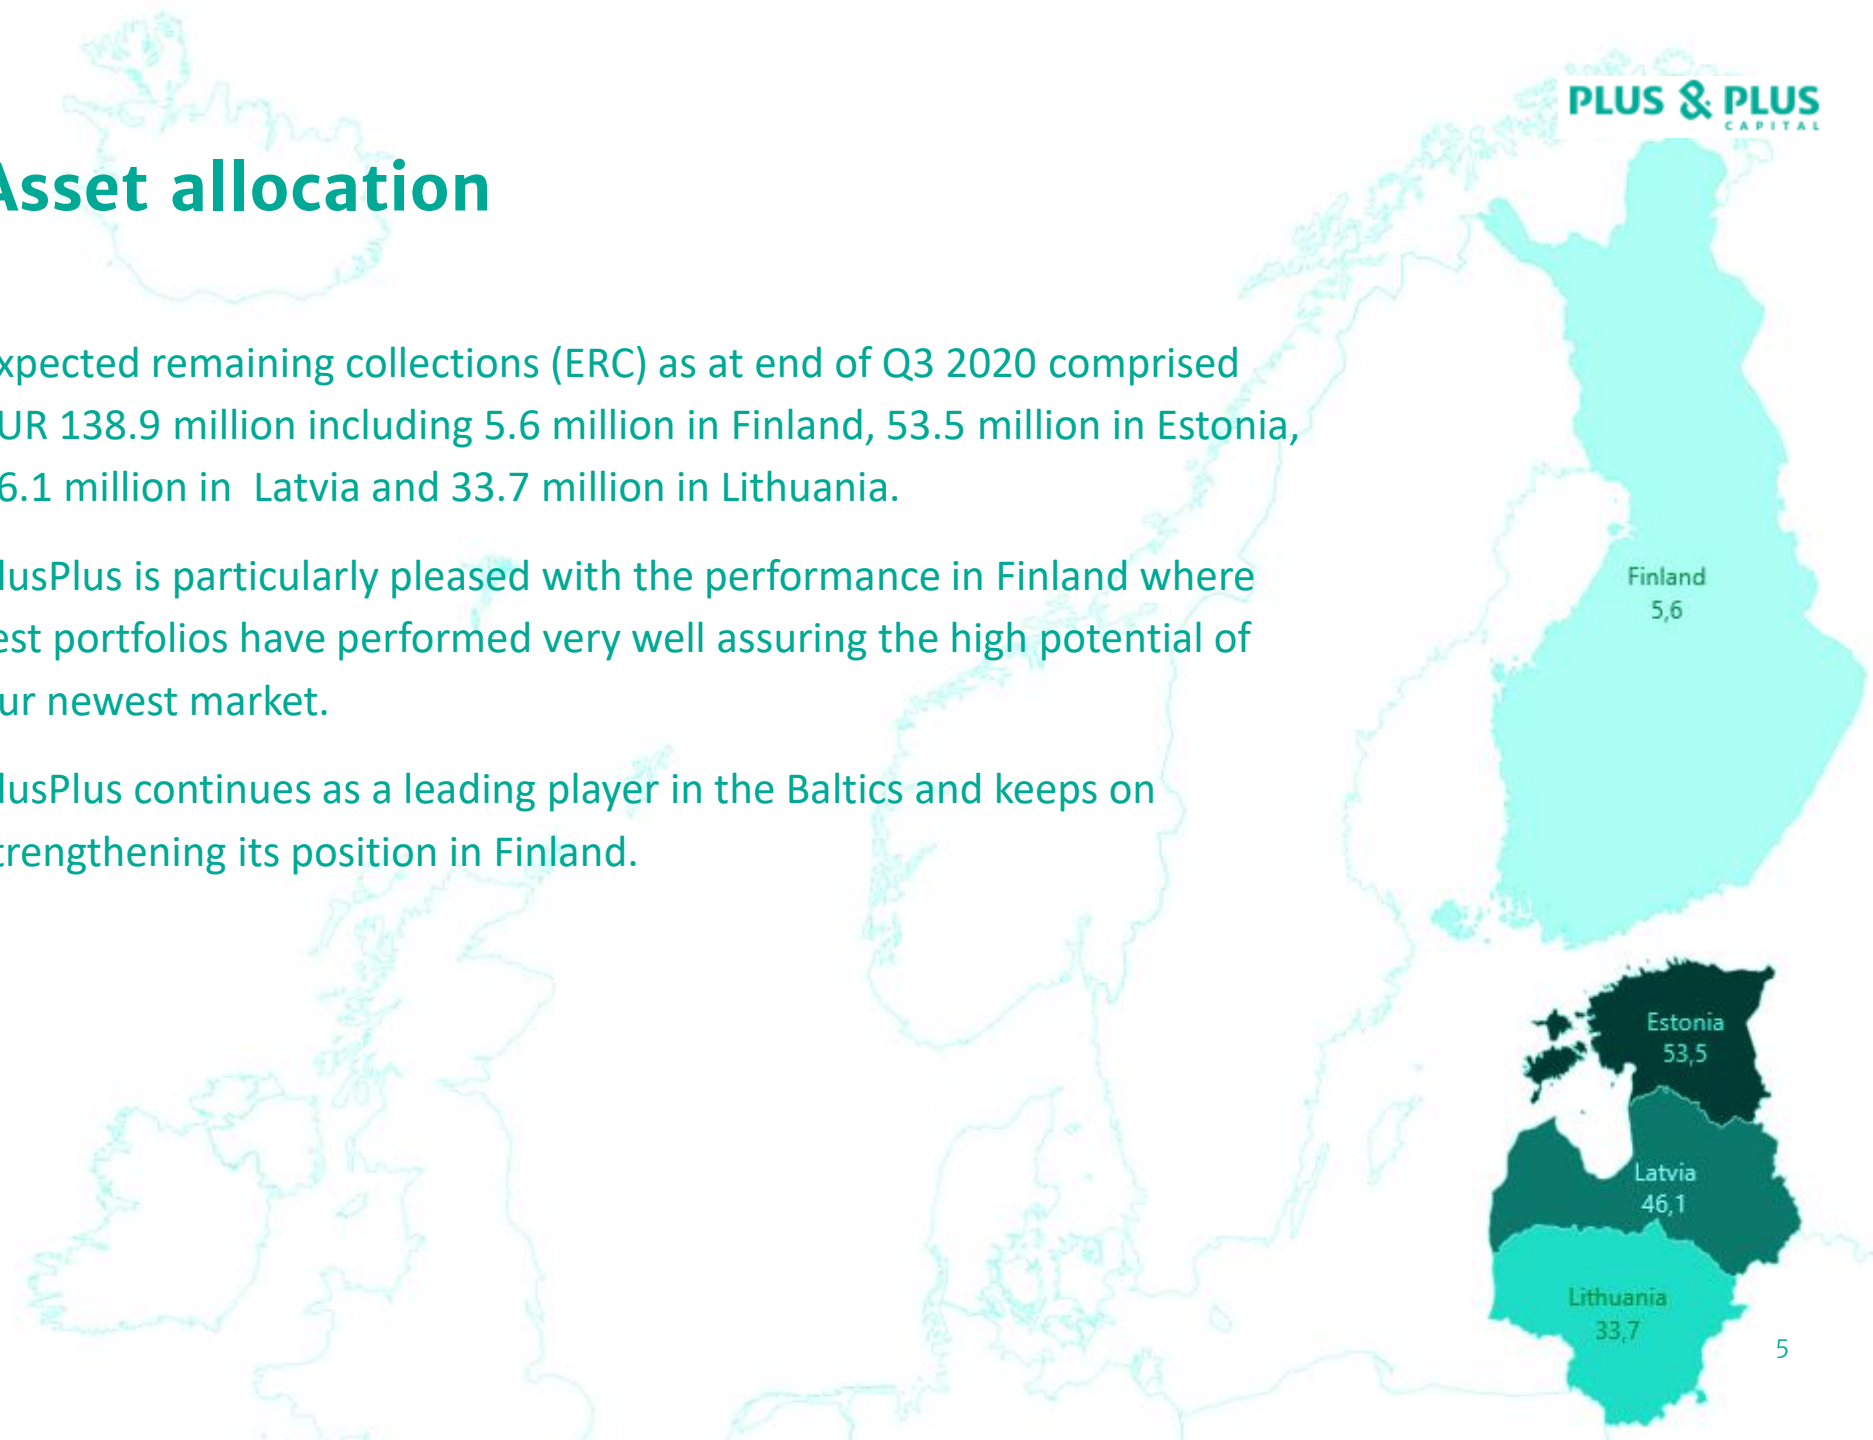 PLUS & PLUS
CAPITAL
Asset allocation
xpected remaining collections (ERC) as at end of Q3 2020 comprised
UR 138.9 million including 5.6 million in Finland, 53.5 million in Estonia,
6.1 million in Latvia and 33.7 million in Lithuania.
lusPlus is particularly pleased with the performance in Finland where
est portfolios have performed very well assuring the high potential of
ur newest market.
lusPlus continues as a leading player in the Baltics and keeps on
trengthening its position in Finland.
Finland
5,6
Estonia
53,5
Latvia
46,1
Lithuania
33,7
5